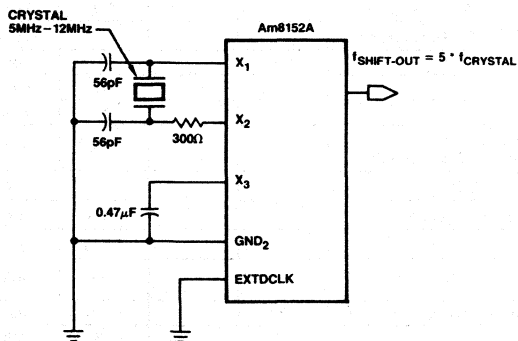 CRYSTAL
5MHz–12MHz
Am8152A
X1
fSHIFT-OUT = 5 * fCRYSTAL
56pF
X2
56pF
300Ω
X3
0.47µF
GND2
EXTDCLK